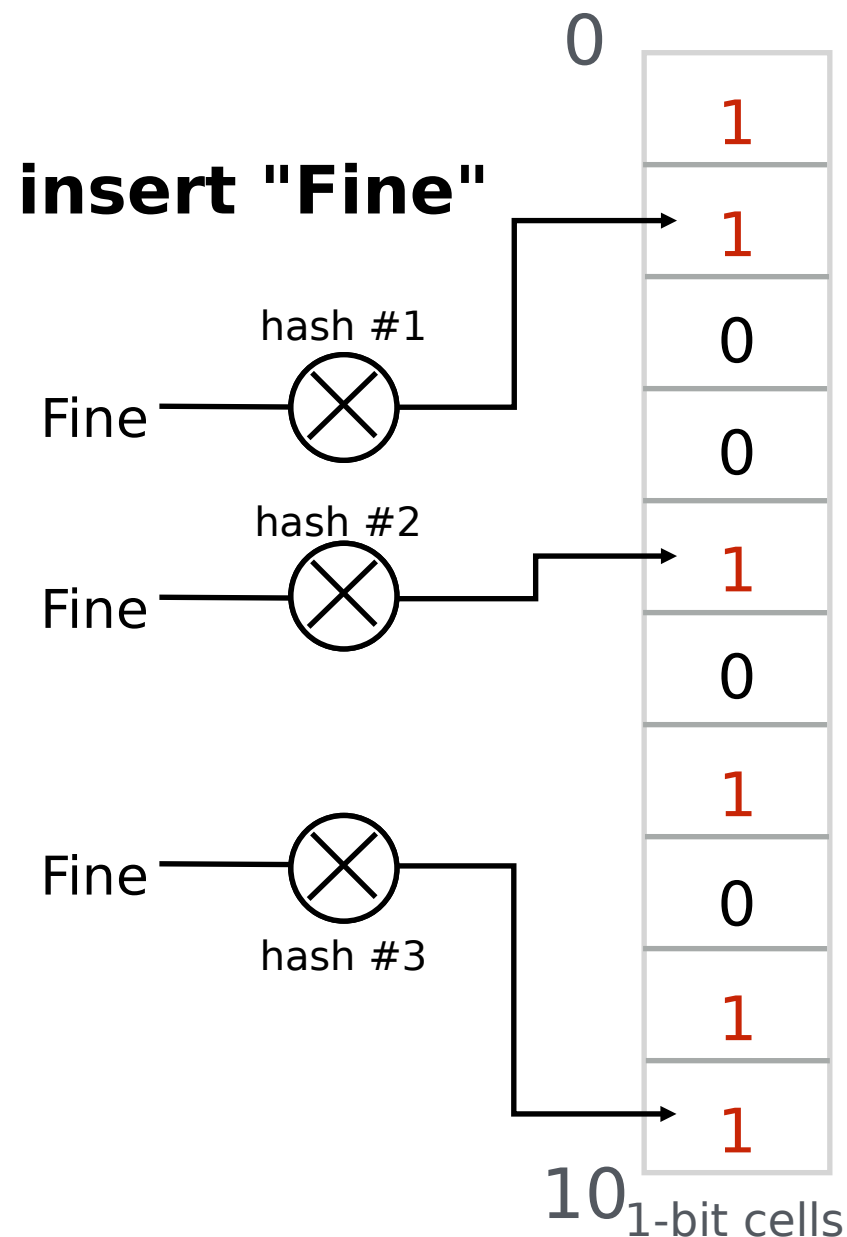 0
insert "Fine"
hash #1
Fine
hash #2
Fine
Fine
hash #3
1
1
0
0
1
0
1
0
1
1
10
1-bit cells